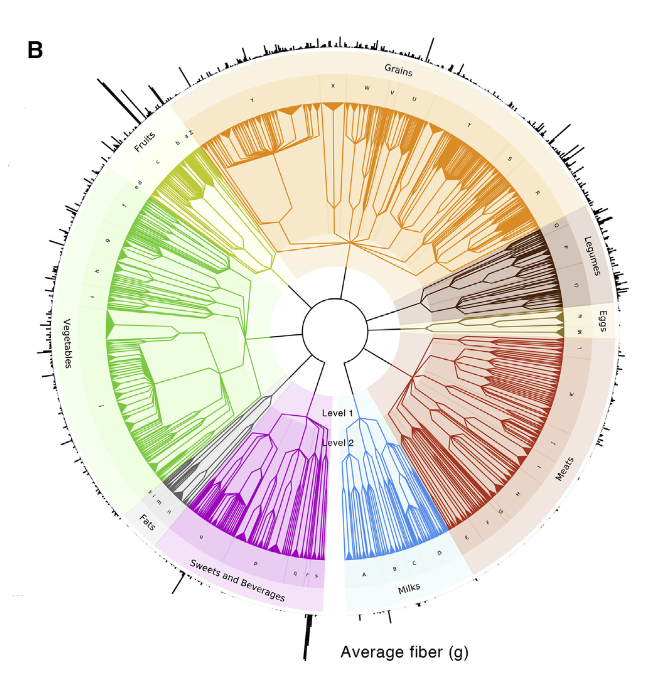 B
Grains
Fruits
Legumes
Eggs
Vegetables
Level 1
Level 2
Meats
Fats
Sweets and Beverages
Milks
Average fiber (g)
Y
X
W
V
U
T
S
R
Q
P
O
N
M
L
K
J
I
H
G
F
E
D
C
B
A